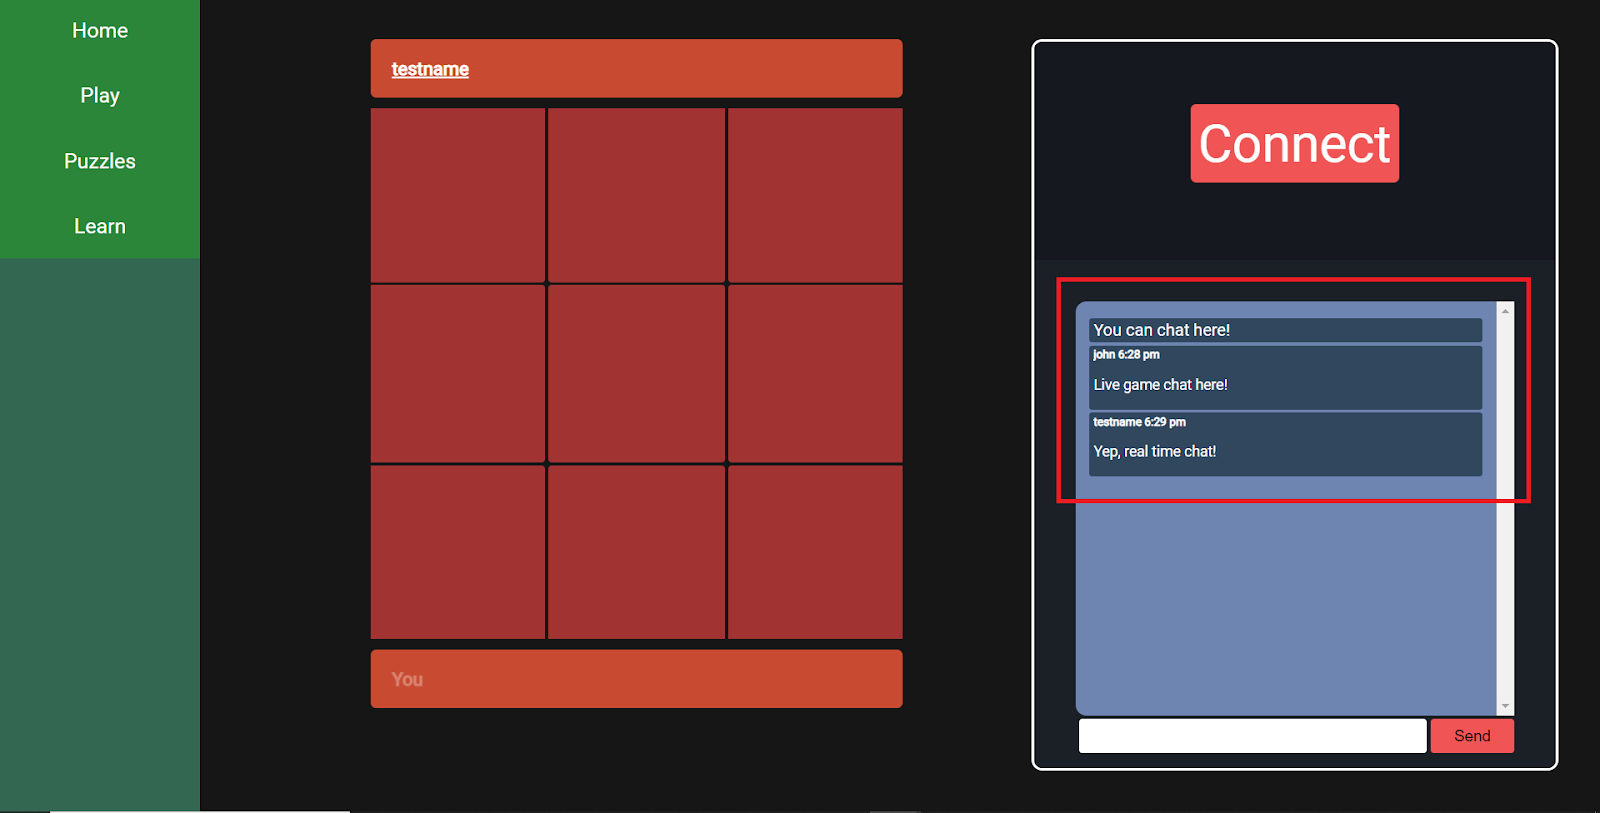 Home
Play
Puzzles
Learn
testname
You
Connect
You can chat here!
john 6:28 pm
Live game chat here!
testname 6:29 pm
Yep, real time chat!
Send